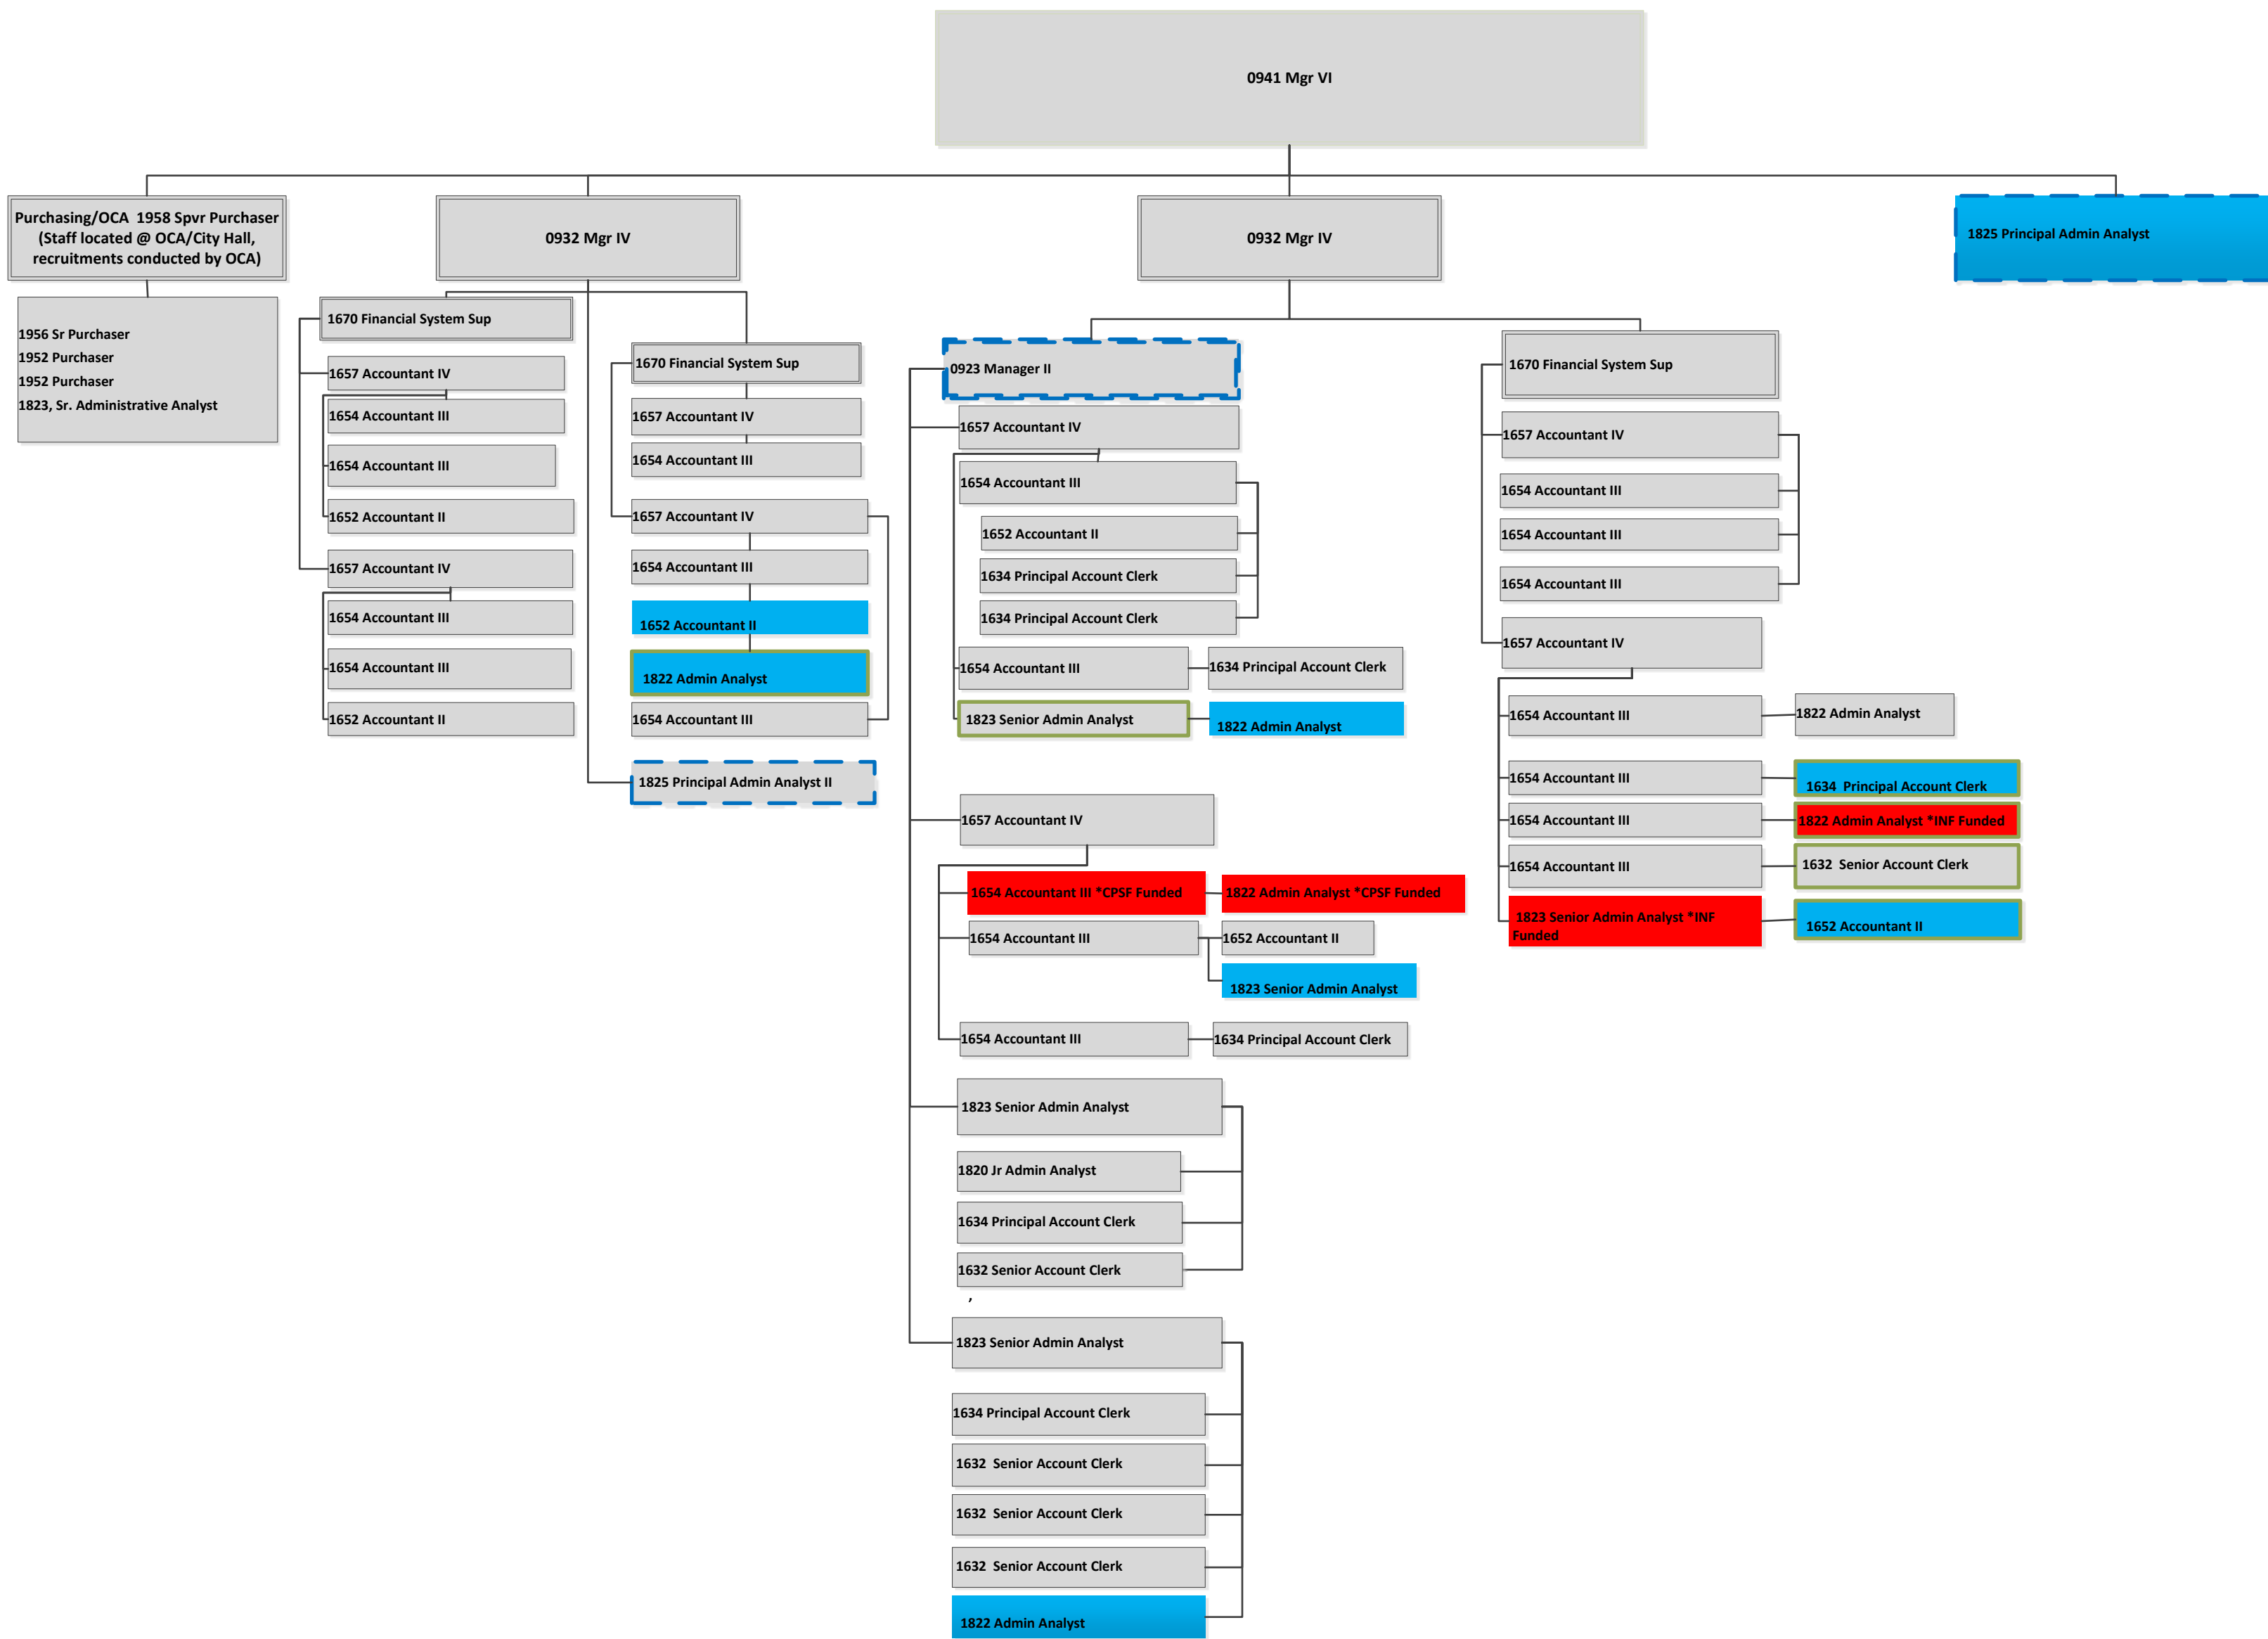 0941 Mgr VI
Purchasing/OCA  1958 Spvr Purchaser
(Staff located @ OCA/City Hall,
recruitments conducted by OCA)
0932 Mgr IV
0932 Mgr IV
1825 Principal Admin Analyst
1956 Sr Purchaser
1952 Purchaser
1952 Purchaser
1823, Sr. Administrative Analyst
1670 Financial System Sup
1657 Accountant IV
1654 Accountant III
1654 Accountant III
1652 Accountant II
1657 Accountant IV
1654 Accountant III
1654 Accountant III
1652 Accountant II
1670 Financial System Sup
1657 Accountant IV
1654 Accountant III
1657 Accountant IV
1654 Accountant III
1652 Accountant II
1822 Admin Analyst
1654 Accountant III
1825 Principal Admin Analyst II
0923 Manager II
1657 Accountant IV
1654 Accountant III
1652 Accountant II
1634 Principal Account Clerk
1634 Principal Account Clerk
1654 Accountant III
1634 Principal Account Clerk
1823 Senior Admin Analyst
1822 Admin Analyst
1657 Accountant IV
1654 Accountant III *CPSF Funded
1822 Admin Analyst *CPSF Funded
1654 Accountant III
1652 Accountant II
1823 Senior Admin Analyst
1654 Accountant III
1634 Principal Account Clerk
1823 Senior Admin Analyst
1820 Jr Admin Analyst
1634 Principal Account Clerk
1632 Senior Account Clerk
,
1823 Senior Admin Analyst
1634 Principal Account Clerk
1632  Senior Account Clerk
1632  Senior Account Clerk
1632  Senior Account Clerk
1822 Admin Analyst
1670 Financial System Sup
1657 Accountant IV
1654 Accountant III
1654 Accountant III
1654 Accountant III
1657 Accountant IV
1654 Accountant III
1822 Admin Analyst
1654 Accountant III
1634  Principal Account Clerk
1654 Accountant III
1822 Admin Analyst *INF Funded
1654 Accountant III
1632  Senior Account Clerk
1823 Senior Admin Analyst *INF
Funded
1652 Accountant II